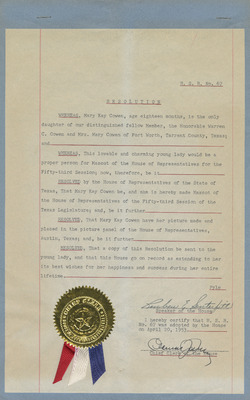 H. S. R. No. 67
R E S O L U T I O N
WHEREAS, Mary Kay Cowen, age eighteen months, is the only
daughter of our distinguished fellow Member, the Honorable Warren
C. Cowen and Mrs. Mary Cowen of Fort Worth, Tarrant County, Texas;
and
WHEREAS, This lovable and charming young lady would be a
proper person for Mascot of the House of Representatives for the
Fifty-third Session; now, therefore, be it
RESOLVED by the House of Representatives of the State of
Texas, That Mary Kay Cowen be, and she is hereby named Mascot of
the House of Representatives of the Fifty-third Session of the
Texas Legislature; and, be it further
RESOLVED, That Mary Kay Cowen have her picture made and
placed in the picture panel of the House of Representatives,
Austin, Texas; and, be it further
RESOLVED, That a copy of this Resolution be sent to the
young lady, and that this House go on record as extending to her
its best wishes for her happiness and success during her entire
lifetime
Pyle
Speaker of the House
I hereby certify that H. S. R.
No. 67 was adopted by the House
on April 20, 1953
Chief Clerk of the House
CHIEF CLERK